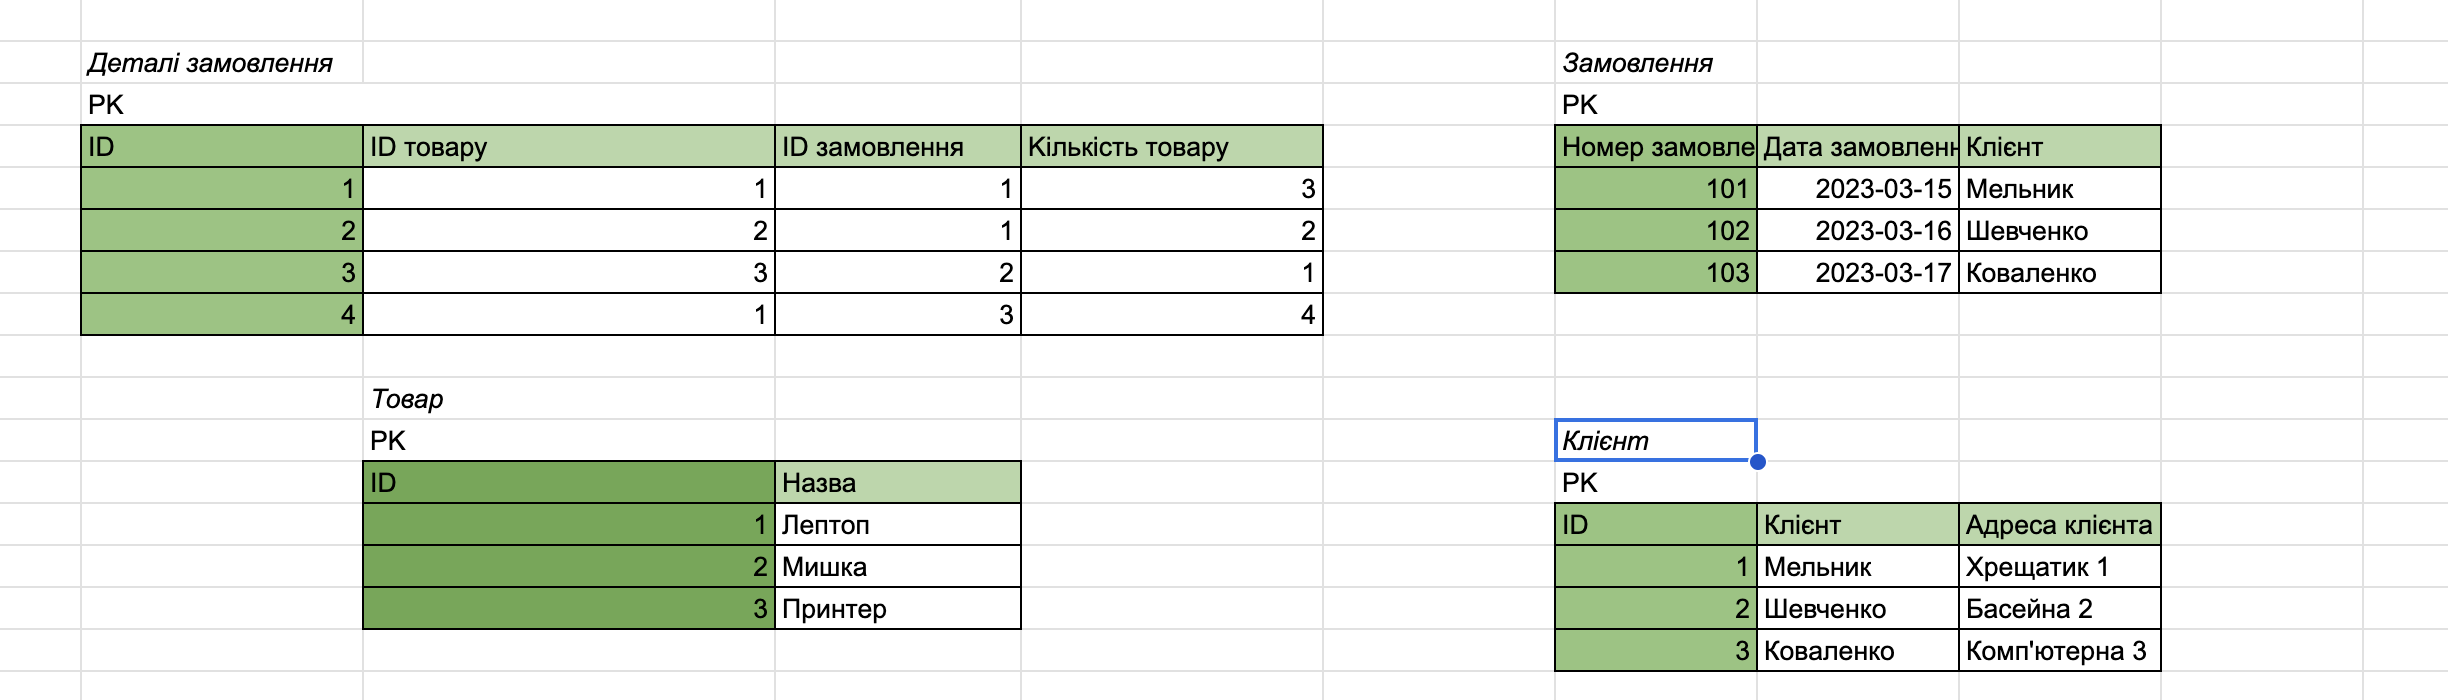 Деталі замовлення
PK
ID ID товару ID замовлення Кількість товару
1 1 1 3
2 2 1 2
3 3 2 1
4 1 3 4
Товар
PK
ID Назва
1 Лептоп
2 Мишка
3 Принтер
Замовлення
PK
Номер замовле Дата замовленн Клієнт
101 2023-03-15 Мельник
102 2023-03-16 Шевченко
103 2023-03-17 Коваленко
Клієнт
PK
ID Клієнт Адреса клієнта
1 Мельник Хрещатик 1
2 Шевченко Басейна 2
3 Коваленко Комп'ютерна 3